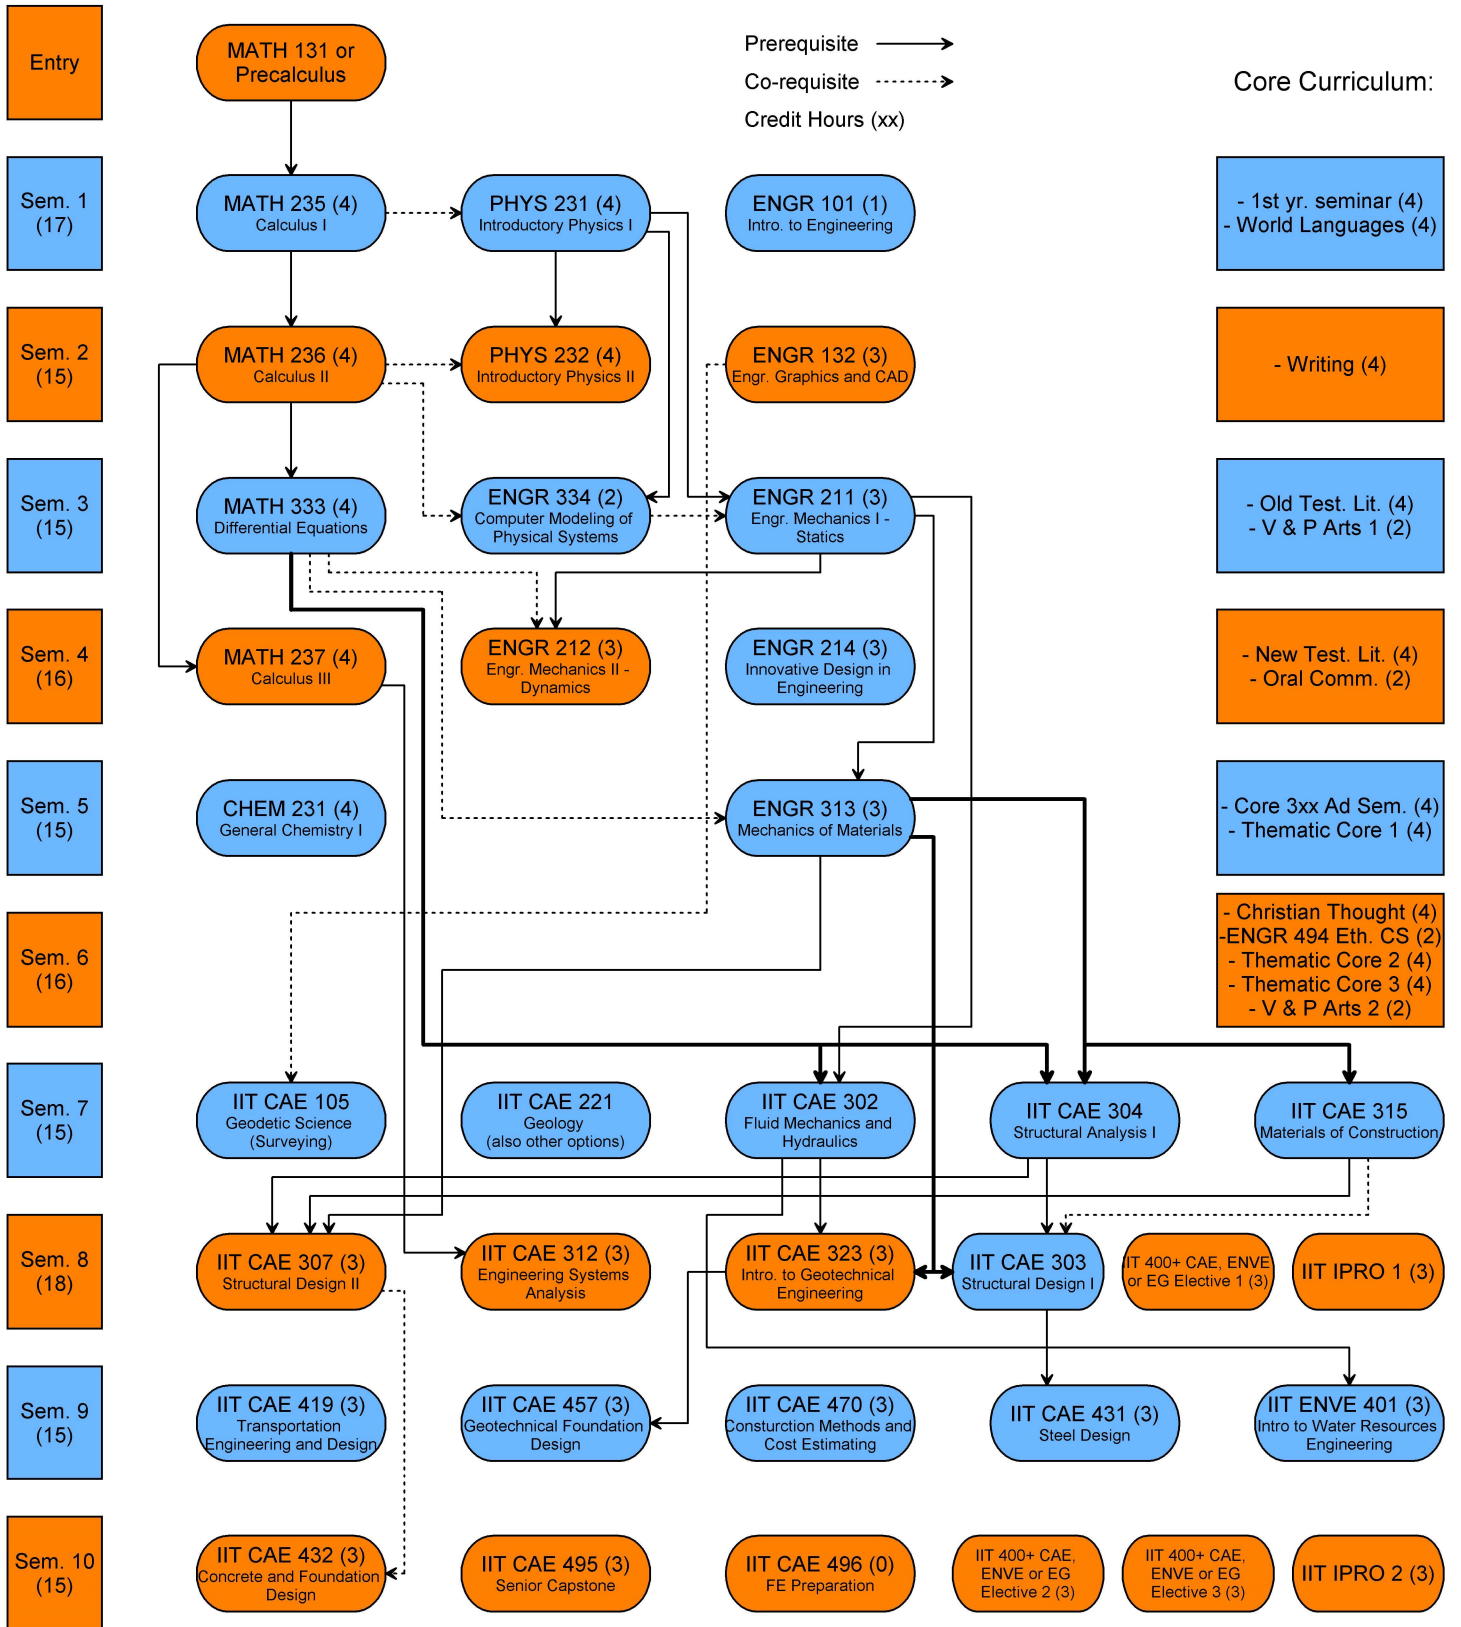 Entry
MATH 131 or
Precalculus
Prerequisite
Co-requisite
Credit Hours (xx)
Core Curriculum:
Sem. 1
(17)
MATH 235 (4)
Calculus I
PHYS 231 (4)
Introductory Physics I
ENGR 101 (1)
Intro. to Engineering
- 1st yr. seminar (4)
- World Languages (4)
Sem. 2
(15)
MATH 236 (4)
Calculus II
PHYS 232 (4)
Introductory Physics II
ENGR 132 (3)
Engr. Graphics and CAD
- Writing (4)
Sem. 3
(15)
MATH 333 (4)
Differential Equations
ENGR 334 (2)
Computer Modeling of
Physical Systems
ENGR 211 (3)
Engr. Mechanics I -
Statics
- Old Test. Lit. (4)
- V & P Arts 1 (2)
Sem. 4
(16)
MATH 237 (4)
Calculus III
ENGR 212 (3)
Engr. Mechanics II -
Dynamics
ENGR 214 (3)
Innovative Design in
Engineering
- New Test. Lit. (4)
- Oral Comm. (2)
Sem. 5
(15)
CHEM 231 (4)
General Chemistry I
ENGR 313 (3)
Mechanics of Materials
- Core 3xx Ad Sem. (4)
- Thematic Core 1 (4)
Sem. 6
(16)
- Christian Thought (4)
-ENGR 494 Eth. CS (2)
- Thematic Core 2 (4)
- Thematic Core 3 (4)
- V & P Arts 2 (2)
Sem. 7
(15)
IIT CAE 105
Geodetic Science
(Surveying)
IIT CAE 221
Geology
(also other options)
IIT CAE 302
Fluid Mechanics and
Hydraulics
IIT CAE 304
Structural Analysis I
IIT CAE 315
Materials of Construction
Sem. 8
(18)
IIT CAE 307 (3)
Structural Design II
IIT CAE 312 (3)
Engineering Systems
Analysis
IIT CAE 323 (3)
Intro. to Geotechnical
Engineering
IIT CAE 303
Structural Design I
IIT 400+ CAE, ENVE
or EG Elective 1 (3)
IIT IPRO 1 (3)
Sem. 9
(15)
IIT CAE 419 (3)
Transportation
Engineering and Design
IIT CAE 457 (3)
Geotechnical Foundation
Design
IIT CAE 470 (3)
Consturction Methods and
Cost Estimating
IIT CAE 431 (3)
Steel Design
IIT ENVE 401 (3)
Intro to Water Resources
Engineering
Sem. 10
(15)
IIT CAE 432 (3)
Concrete and Foundation
Design
IIT CAE 495 (3)
Senior Capstone
IIT CAE 496 (0)
FE Preparation
IIT 400+ CAE,
ENVE or EG
Elective 2 (3)
IIT 400+ CAE,
ENVE or EG
Elective 3 (3)
IIT IPRO 2 (3)